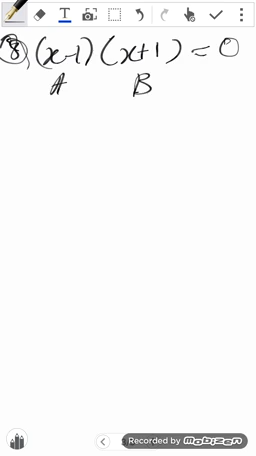 ⑧, (x-1)(x+1)=0
A B
Recorded by mobizen